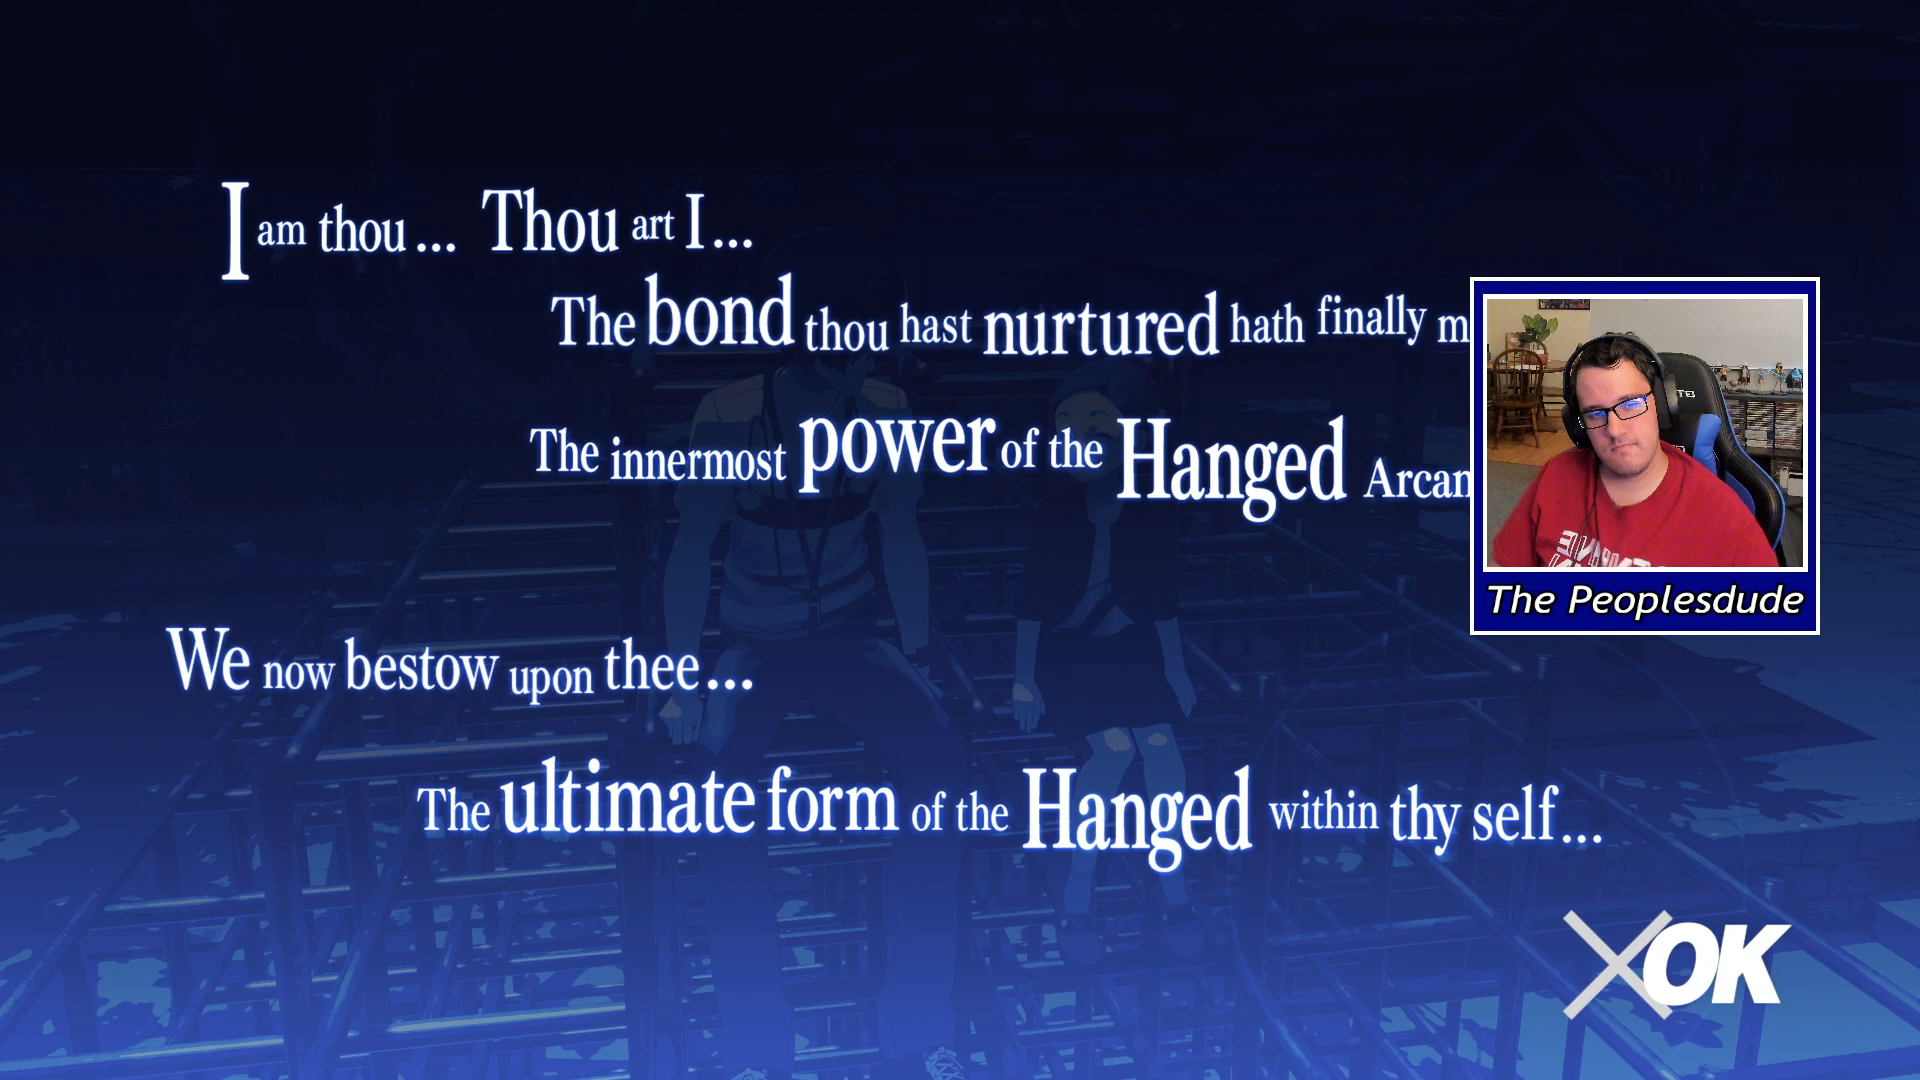 I am thou... Thou art I...
The bond thou hast nurtured hath finally m
The innermost power of the Hanged Arcan
We now bestow upon thee...
The ultimate form of the Hanged within thy self...
The Peoplesdude
OK